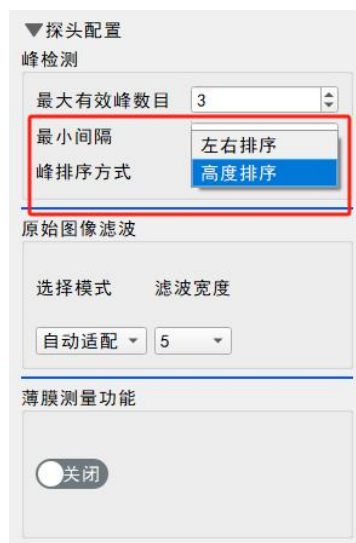 ▼探头配置
峰检测
最大有效峰数目 3
最小间隔
左右排序
峰排序方式
高度排序
原始图像滤波
选择模式 滤波宽度
自动适配 5
薄膜测量功能
关闭